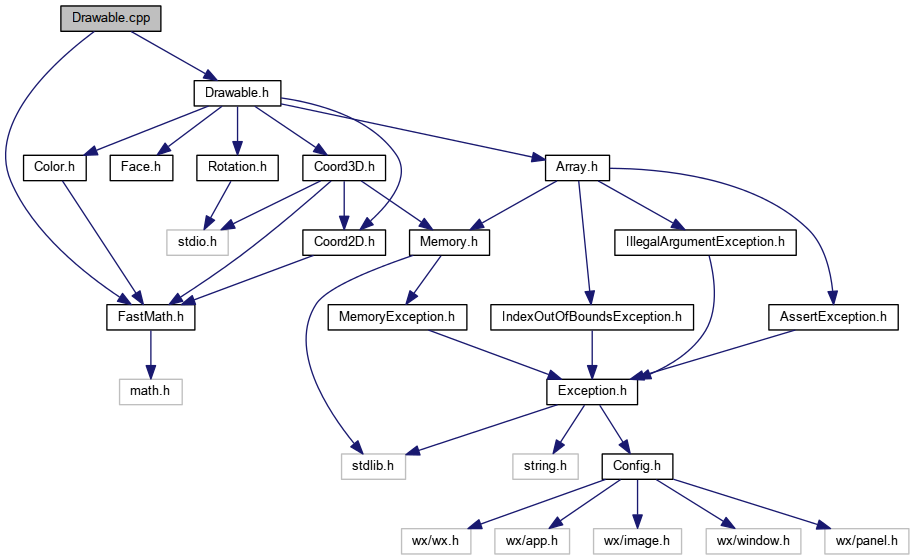 Drawable.cpp
Drawable.h
Color.h
Face.h
Rotation.h
Coord3D.h
Array.h
stdio.h
Coord2D.h
Memory.h
IllegalArgumentException.h
FastMath.h
MemoryException.h
IndexOutOfBoundsException.h
AssertException.h
math.h
Exception.h
stdlib.h
string.h
Config.h
wx/wx.h
wx/app.h
wx/image.h
wx/window.h
wx/panel.h